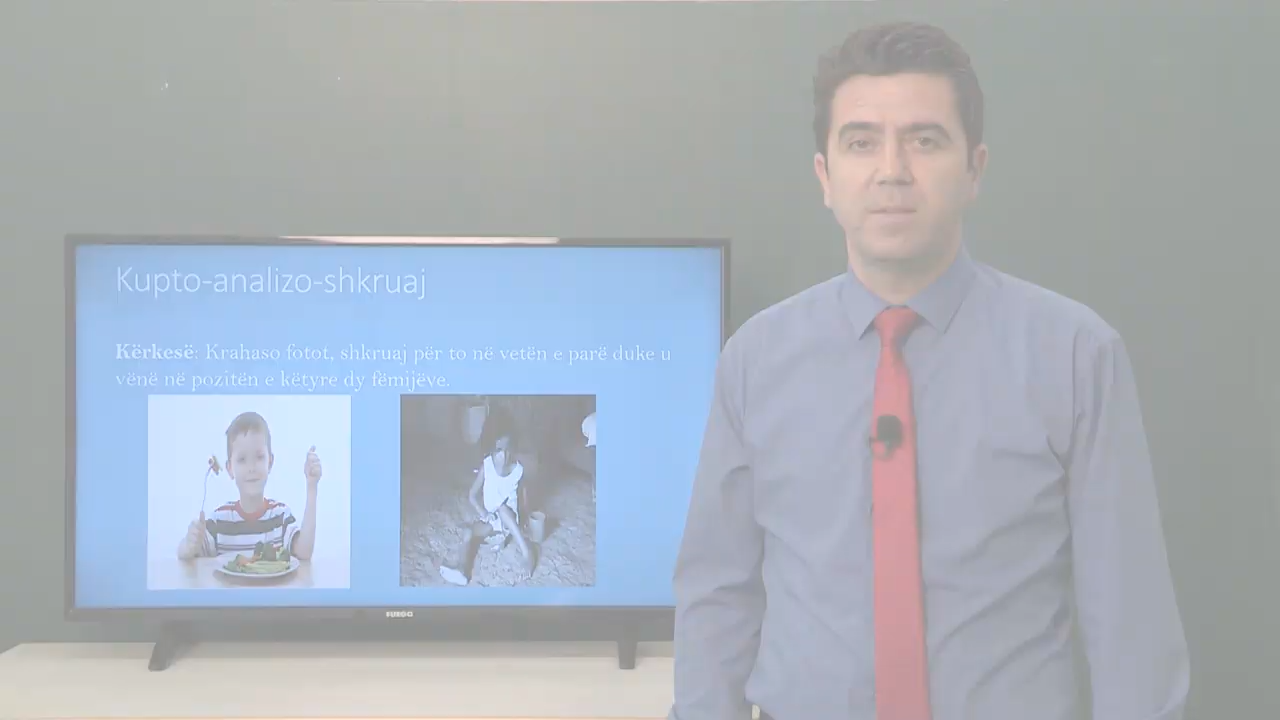 Kupto-analizo-shkruaj
Kërkesë: Krahaso fotot, shkruaj për to në vetën e parë duke u
vënë në pozitën e këtyre dy fëmijëve.
FUEGO